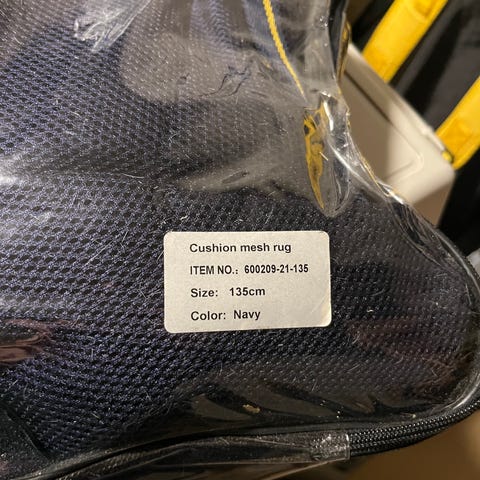 Cushion mesh rug
ITEM NO.: 600209-21-135
Size: 135cm
Color: Navy